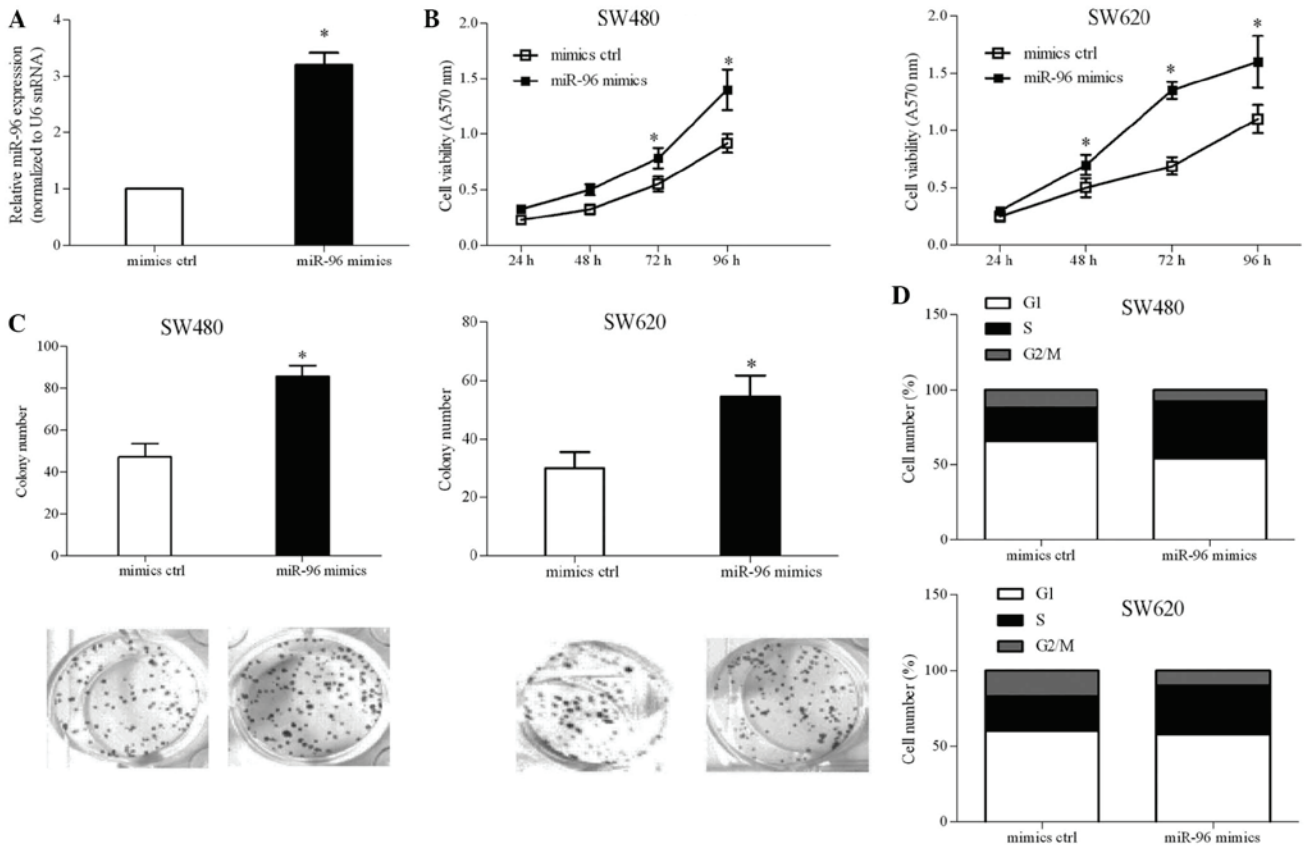 A
Relative miR-96 expression
(normalized to U6 snRNA)
4
3
2
1
0
*
mimics ctrl
miR-96 mimics
B
SW480
mimics ctrl
miR-96 mimics
Cell viability (A570 nm)
2.0
1.5
1.0
0.5
0.0
*
*
24 h
48 h
72 h
96 h
SW620
mimics ctrl
miR-96 mimics
Cell viability (A570 nm)
2.0
1.5
1.0
0.5
0.0
*
*
*
24 h
48 h
72 h
96 h
C
SW480
Colony number
100
80
60
40
20
0
*
mimics ctrl
miR-96 mimics
SW620
Colony number
80
60
40
20
0
*
mimics ctrl
miR-96 mimics
D
SW480
G1
S
G2/M
Cell number (%)
150
100
50
0
mimics ctrl
miR-96 mimics
SW620
G1
S
G2/M
Cell number (%)
150
100
50
0
mimics ctrl
miR-96 mimics